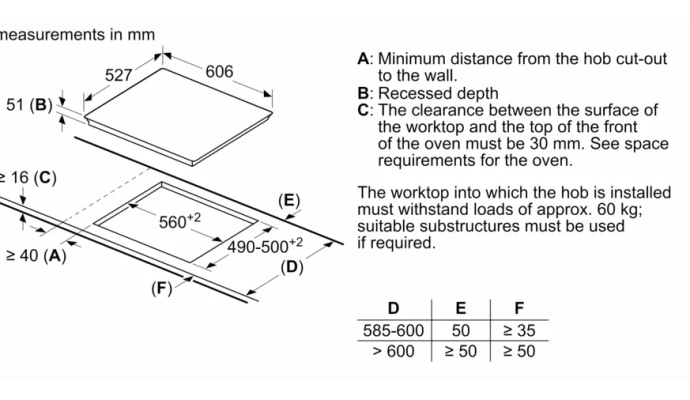 measurements in mm
527
606
51 (B)
≥ 16 (C)
(E)
560+2
490-500+2
≥ 40 (A)
(D)
(F)
A: Minimum distance from the hob cut-out
to the wall.
B: Recessed depth
C: The clearance between the surface of
the worktop and the top of the front
of the oven must be 30 mm. See space
requirements for the oven.
The worktop into which the hob is installed
must withstand loads of approx. 60 kg;
suitable substructures must be used
if required.
D E F
585-600 50 ≥ 35
> 600 ≥ 50 ≥ 50